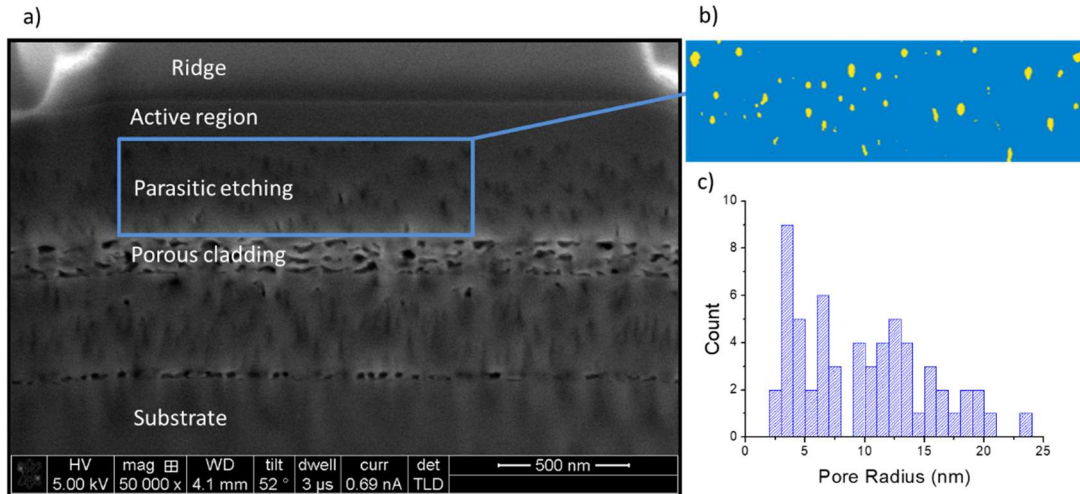 a)
Ridge
Active region
Parasitic etching
Porous cladding
Substrate
HV mag WD tilt dwell curr det
5.00 kV 50 000 x 4.1 mm 52 ° 3 µs 0.69 nA TLD
500 nm
b)
c)
Count
10
8
6
4
2
0
0 5 10 15 20 25
Pore Radius (nm)